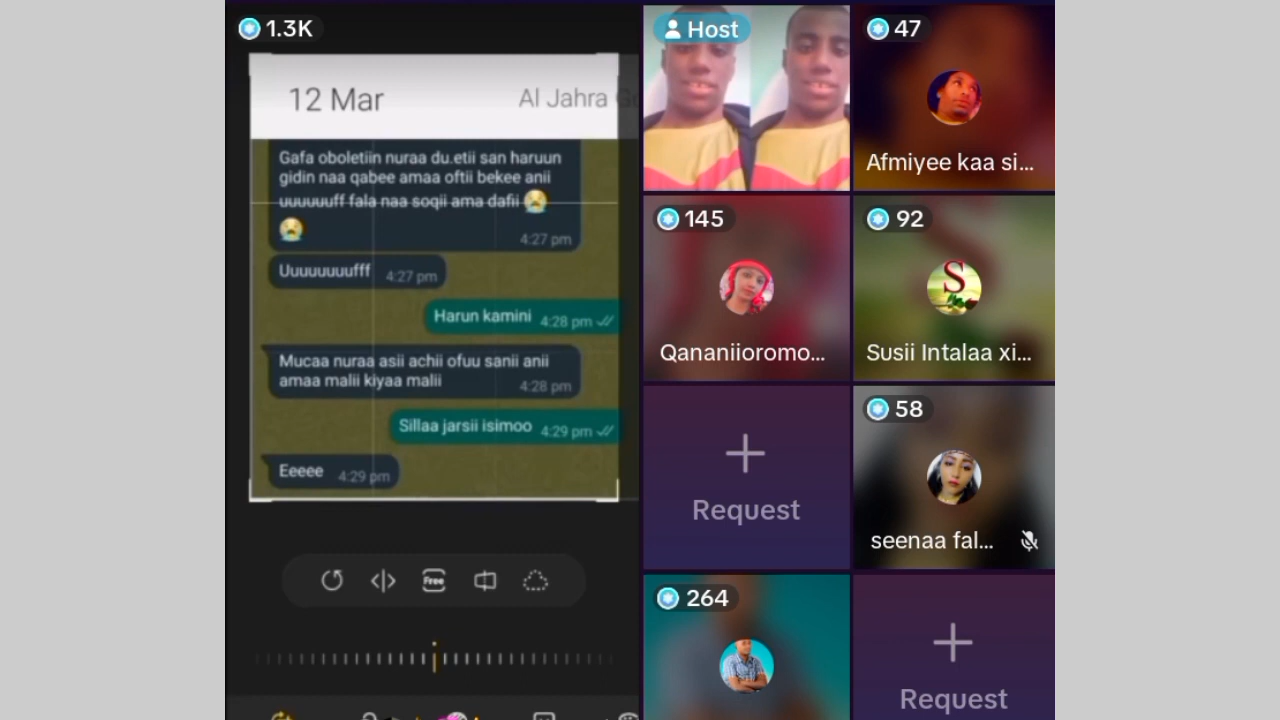 1.3K
12 Mar
Al Jahra
Gafa oboletiin nuraa du.etii san haruun
gidin naa qabee amaa oftii bekee anii
uuuuuuff fala naa soqii ama dafii 😭
😭
4:27 pm
Uuuuuuuufff 4:27 pm
Harun kamini 4:28 pm
Mucaa nuraa asii achii ofuu sanii anii
amaa malii kiyaa malii 4:28 pm
Sillaa jarsii isimoo 4:29 pm
Eeeee 4:29 pm
Free
Host
47
Afmiyee kaa si...
145
Qananiioromo...
92
Susii Intalaa xi...
S
Request
58
seenaa fal...
264
Request